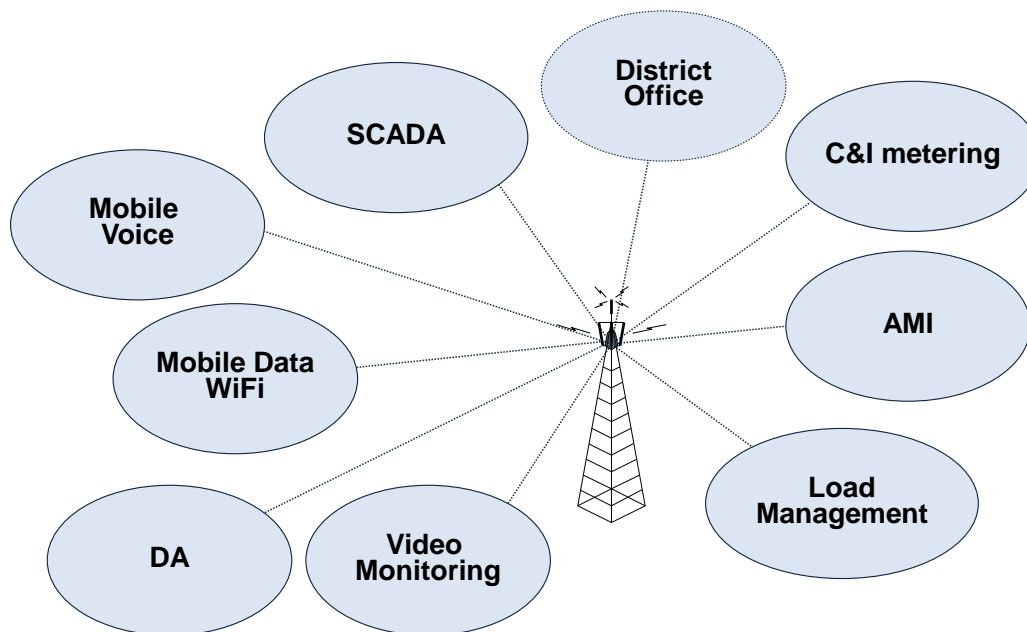 District
Office
SCADA
C&I metering
Mobile
Voice
AMI
Mobile Data
WiFi
Load
Management
DA
Video
Monitoring